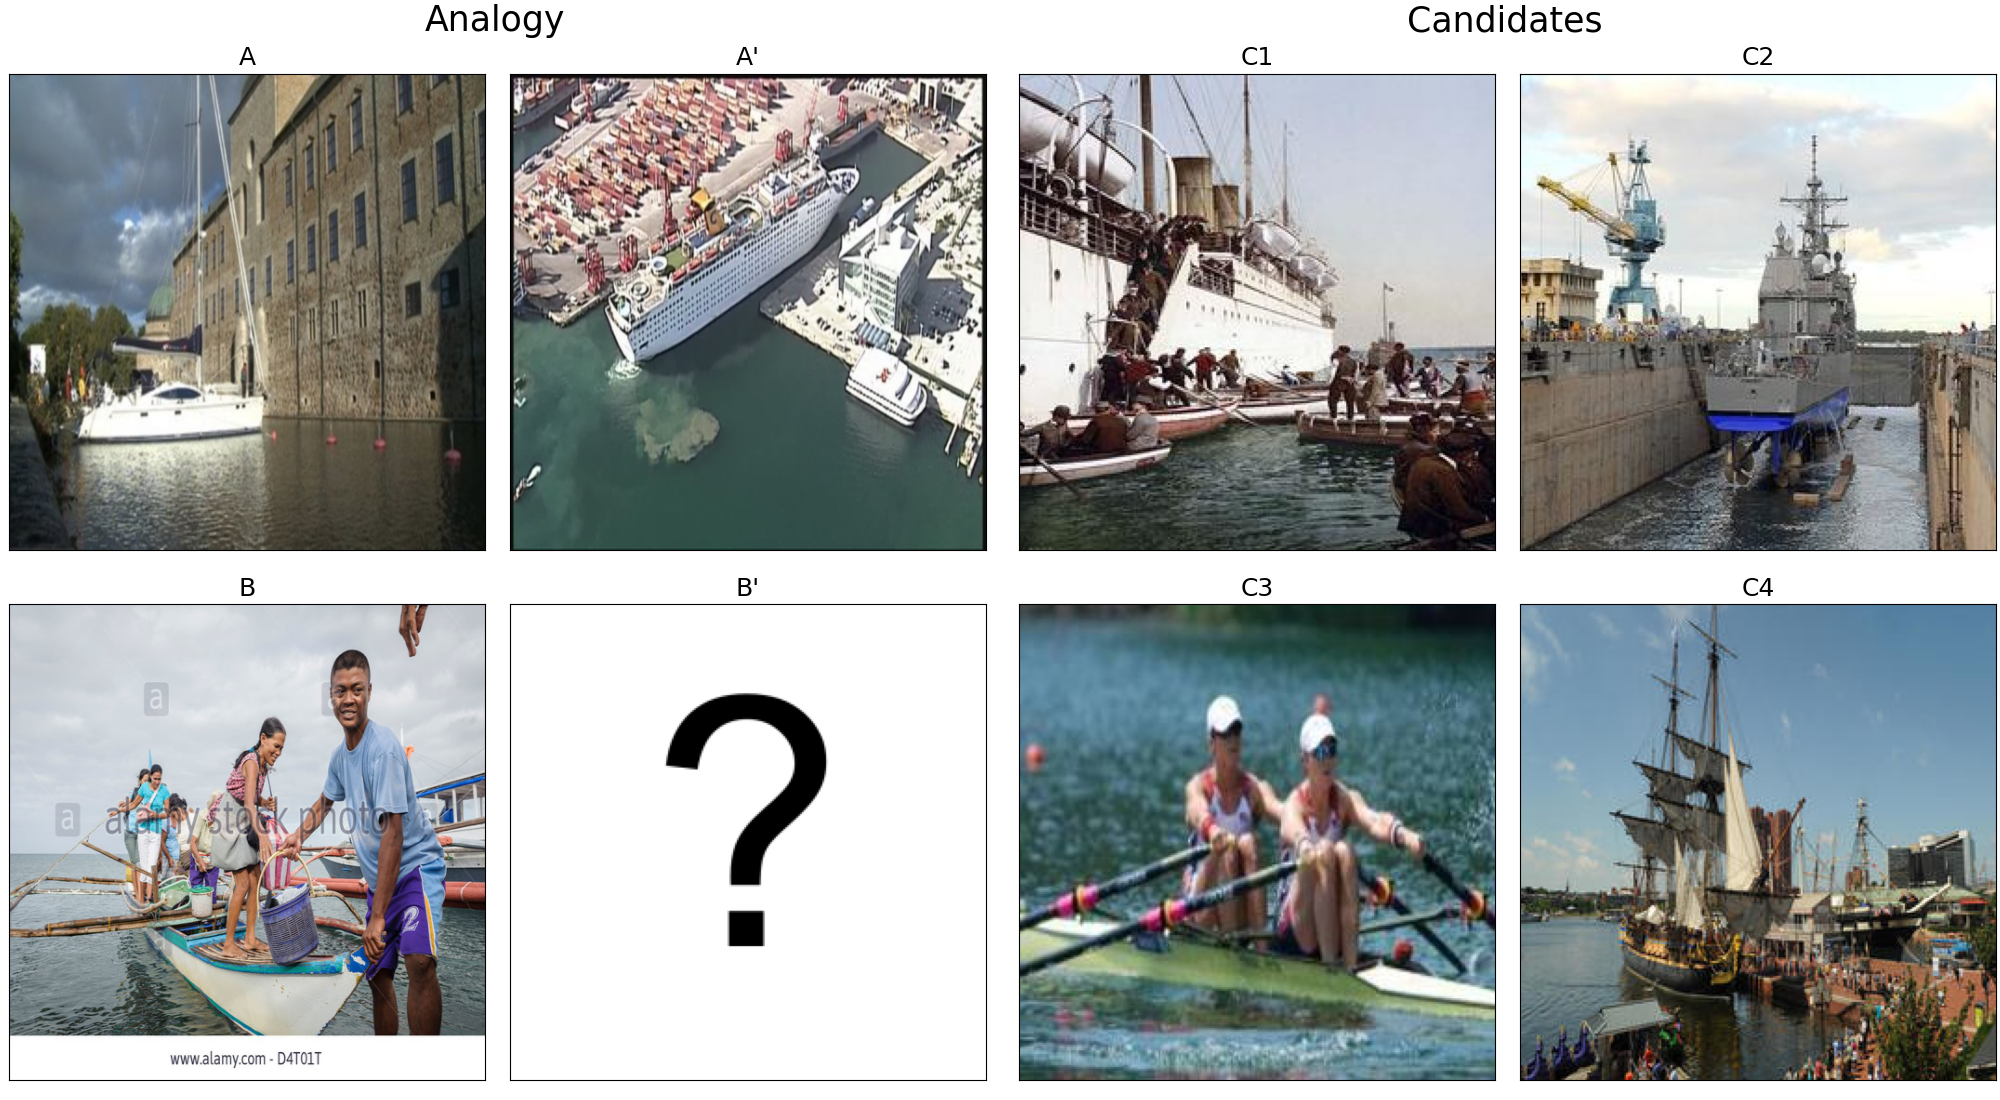 Analogy
Candidates
A
A'
C1
C2
B
B'
C3
C4
?
a
a
a
alamy stock photo
2
www.alamy.com - D4T01T